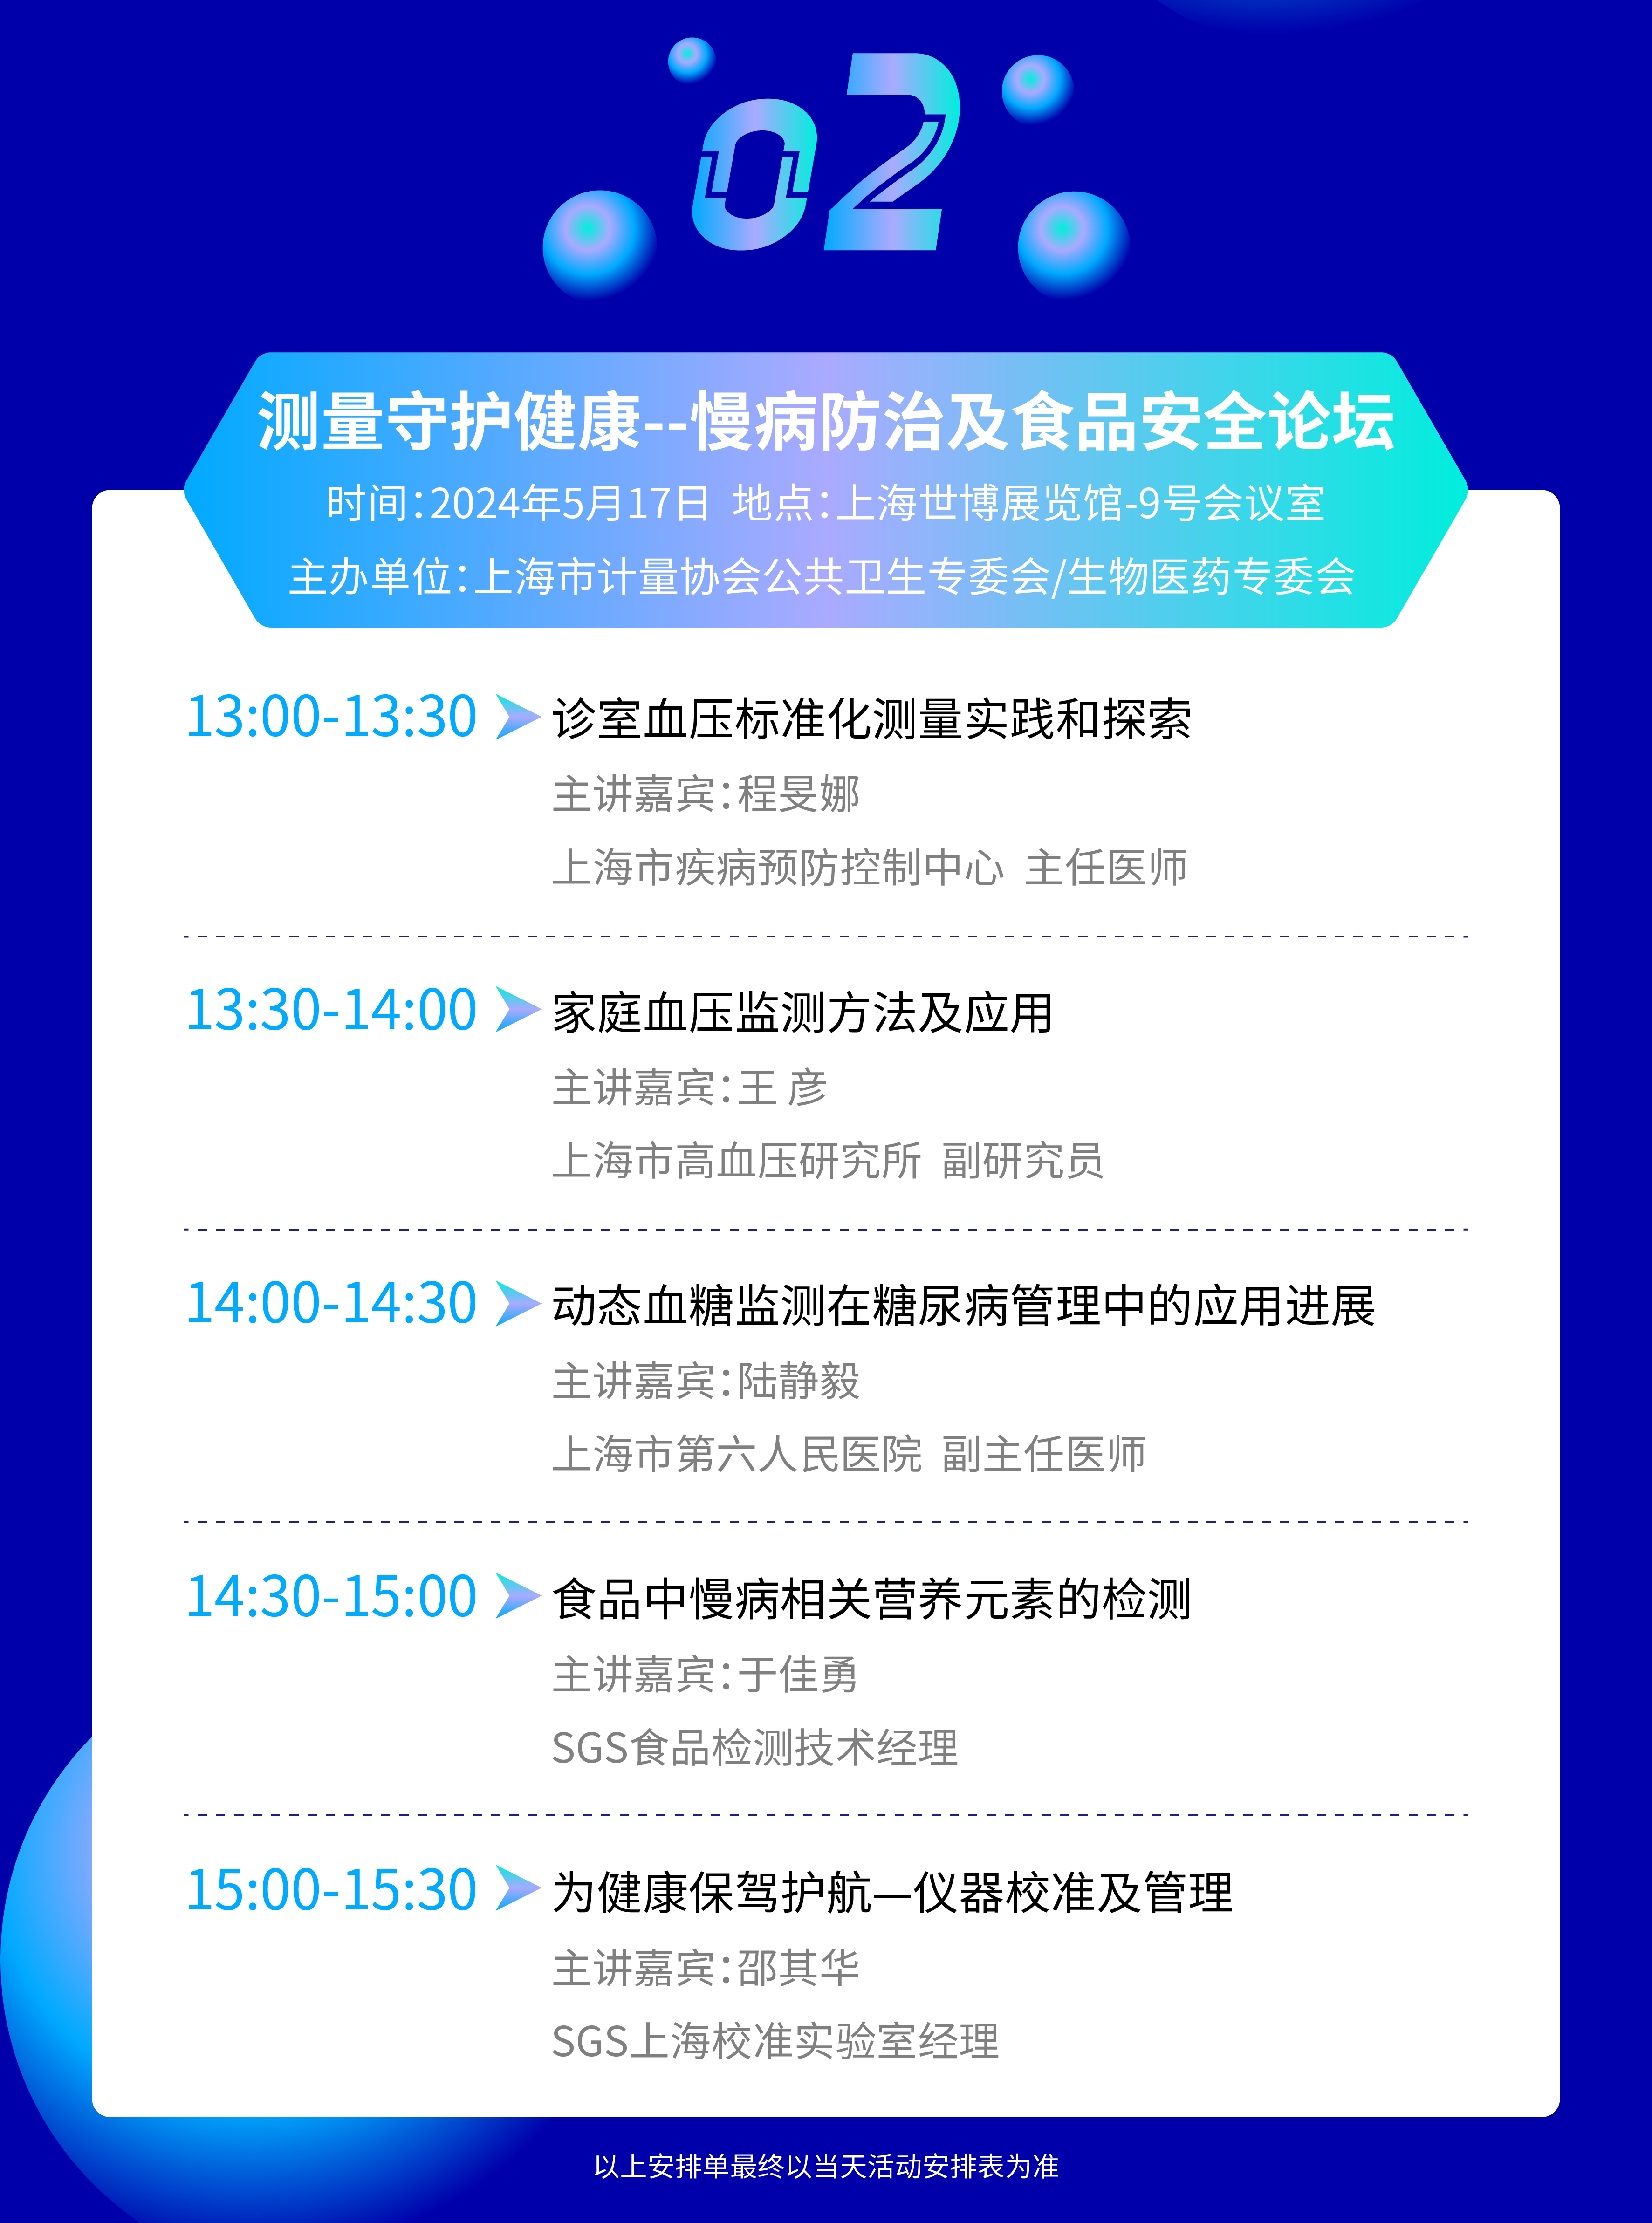 02
测量守护健康--慢病防治及食品安全论坛
时间：2024年5月17日 地点：上海世博展览馆-9号会议室
主办单位：上海市计量协会公共卫生专委会/生物医药专委会
13:00-13:30 诊室血压标准化测量实践和探索
主讲嘉宾：程旻娜
上海市疾病预防控制中心 主任医师
13:30-14:00 家庭血压监测方法及应用
主讲嘉宾：王 彦
上海市高血压研究所 副研究员
14:00-14:30 动态血糖监测在糖尿病管理中的应用进展
主讲嘉宾：陆静毅
上海市第六人民医院 副主任医师
14:30-15:00 食品中慢病相关营养元素的检测
主讲嘉宾：于佳勇
SGS食品检测技术经理
15:00-15:30 为健康保驾护航—仪器校准及管理
主讲嘉宾：邵其华
SGS上海校准实验室经理
以上安排单最终以当天活动安排表为准